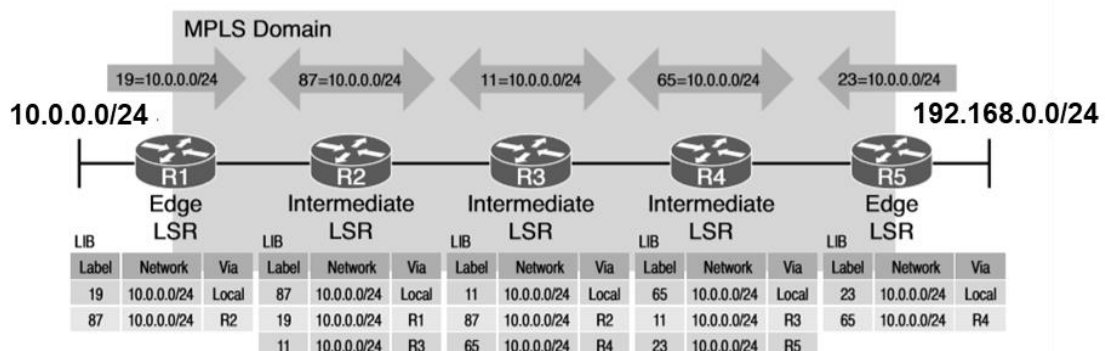 MPLS Domain
19=10.0.0.0/24 87=10.0.0.0/24 11=10.0.0.0/24 65=10.0.0.0/24 23=10.0.0.0/24
10.0.0.0/24 192.168.0.0/24
R1 R2 R3 R4 R5
Edge LSR Intermediate LSR Intermediate LSR Intermediate LSR Edge LSR
LIB LIB LIB LIB LIB
Label Network Via Label Network Via Label Network Via Label Network Via Label Network Via
19 10.0.0.0/24 Local 87 10.0.0.0/24 Local 11 10.0.0.0/24 Local 65 10.0.0.0/24 Local 23 10.0.0.0/24 Local
87 10.0.0.0/24 R2 19 10.0.0.0/24 R1 87 10.0.0.0/24 R2 11 10.0.0.0/24 R3 65 10.0.0.0/24 R4
11 10.0.0.0/24 R3 65 10.0.0.0/24 R4 23 10.0.0.0/24 R5